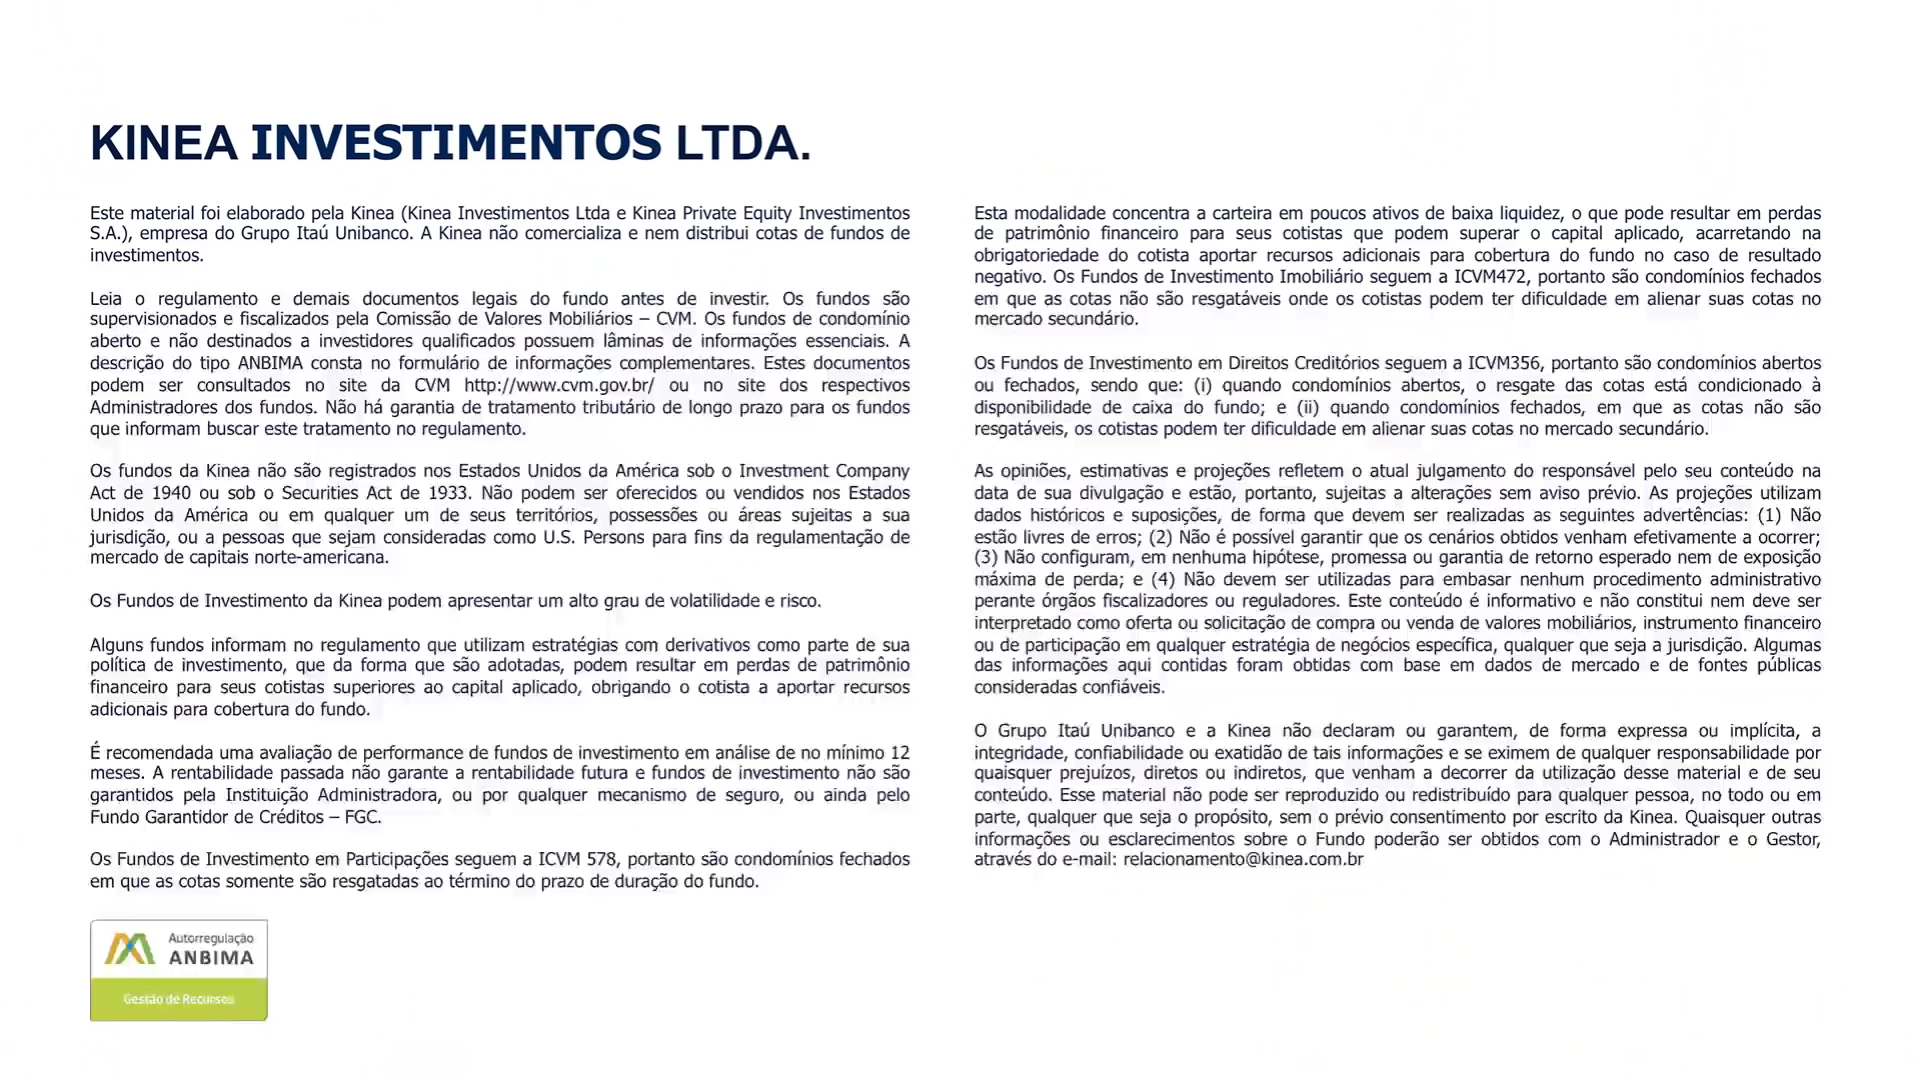 KINEA INVESTIMENTOS LTDA.
Este material foi elaborado pela Kinea (Kinea Investimentos Ltda e Kinea Private Equity Investimentos
S.A.), empresa do Grupo Itaú Unibanco. A Kinea não comercializa e nem distribui cotas de fundos de
investimentos.
Leia o regulamento e demais documentos legais do fundo antes de investir. Os fundos são
supervisionados e fiscalizados pela Comissão de Valores Mobiliários – CVM. Os fundos de condomínio
aberto e não destinados a investidores qualificados possuem lâminas de informações essenciais. A
descrição do tipo ANBIMA consta no formulário de informações complementares. Estes documentos
podem ser consultados no site da CVM http://www.cvm.gov.br/ ou no site dos respectivos
Administradores dos fundos. Não há garantia de tratamento tributário de longo prazo para os fundos
que informam buscar este tratamento no regulamento.
Os fundos da Kinea não são registrados nos Estados Unidos da América sob o Investment Company
Act de 1940 ou sob o Securities Act de 1933. Não podem ser oferecidos ou vendidos nos Estados
Unidos da América ou em qualquer um de seus territórios, possessões ou áreas sujeitas a sua
jurisdição, ou a pessoas que sejam consideradas como U.S. Persons para fins da regulamentação de
mercado de capitais norte-americana.
Os Fundos de Investimento da Kinea podem apresentar um alto grau de volatilidade e risco.
Alguns fundos informam no regulamento que utilizam estratégias com derivativos como parte de sua
política de investimento, que da forma que são adotadas, podem resultar em perdas de patrimônio
financeiro para seus cotistas superiores ao capital aplicado, obrigando o cotista a aportar recursos
adicionais para cobertura do fundo.
É recomendada uma avaliação de performance de fundos de investimento em análise de no mínimo 12
meses. A rentabilidade passada não garante a rentabilidade futura e fundos de investimento não são
garantidos pela Instituição Administradora, ou por qualquer mecanismo de seguro, ou ainda pelo
Fundo Garantidor de Créditos – FGC.
Os Fundos de Investimento em Participações seguem a ICVM 578, portanto são condomínios fechados
em que as cotas somente são resgatadas ao término do prazo de duração do fundo.
Esta modalidade concentra a carteira em poucos ativos de baixa liquidez, o que pode resultar em perdas
de patrimônio financeiro para seus cotistas que podem superar o capital aplicado, acarretando na
obrigatoriedade do cotista aportar recursos adicionais para cobertura do fundo no caso de resultado
negativo. Os Fundos de Investimento Imobiliário seguem a ICVM472, portanto são condomínios fechados
em que as cotas não são resgatáveis onde os cotistas podem ter dificuldade em alienar suas cotas no
mercado secundário.
Os Fundos de Investimento em Direitos Creditórios seguem a ICVM356, portanto são condomínios abertos
ou fechados, sendo que: (i) quando condomínios abertos, o resgate das cotas está condicionado à
disponibilidade de caixa do fundo; e (ii) quando condomínios fechados, em que as cotas não são
resgatáveis, os cotistas podem ter dificuldade em alienar suas cotas no mercado secundário.
As opiniões, estimativas e projeções refletem o atual julgamento do responsável pelo seu conteúdo na
data de sua divulgação e estão, portanto, sujeitas a alterações sem aviso prévio. As projeções utilizam
dados históricos e suposições, de forma que devem ser realizadas as seguintes advertências: (1) Não
estão livres de erros; (2) Não é possível garantir que os cenários obtidos venham efetivamente a ocorrer;
(3) Não configuram, em nenhuma hipótese, promessa ou garantia de retorno esperado nem de exposição
máxima de perda; e (4) Não devem ser utilizadas para embasar nenhum procedimento administrativo
perante órgãos fiscalizadores ou reguladores. Este conteúdo é informativo e não constitui nem deve ser
interpretado como oferta ou solicitação de compra ou venda de valores mobiliários, instrumento financeiro
ou de participação em qualquer estratégia de negócios específica, qualquer que seja a jurisdição. Algumas
das informações aqui contidas foram obtidas com base em dados de mercado e de fontes públicas
consideradas confiáveis.
O Grupo Itaú Unibanco e a Kinea não declaram ou garantem, de forma expressa ou implícita, a
integridade, confiabilidade ou exatidão de tais informações e se eximem de qualquer responsabilidade por
quaisquer prejuízos, diretos ou indiretos, que venham a decorrer da utilização desse material e de seu
conteúdo. Esse material não pode ser reproduzido ou redistribuído para qualquer pessoa, no todo ou em
parte, qualquer que seja o propósito, sem o prévio consentimento por escrito da Kinea. Quaisquer outras
informações ou esclarecimentos sobre o Fundo poderão ser obtidos com o Administrador e o Gestor,
através do e-mail: relacionamento@kinea.com.br
Autorregulação
ANBIMA
Gestão de Recursos